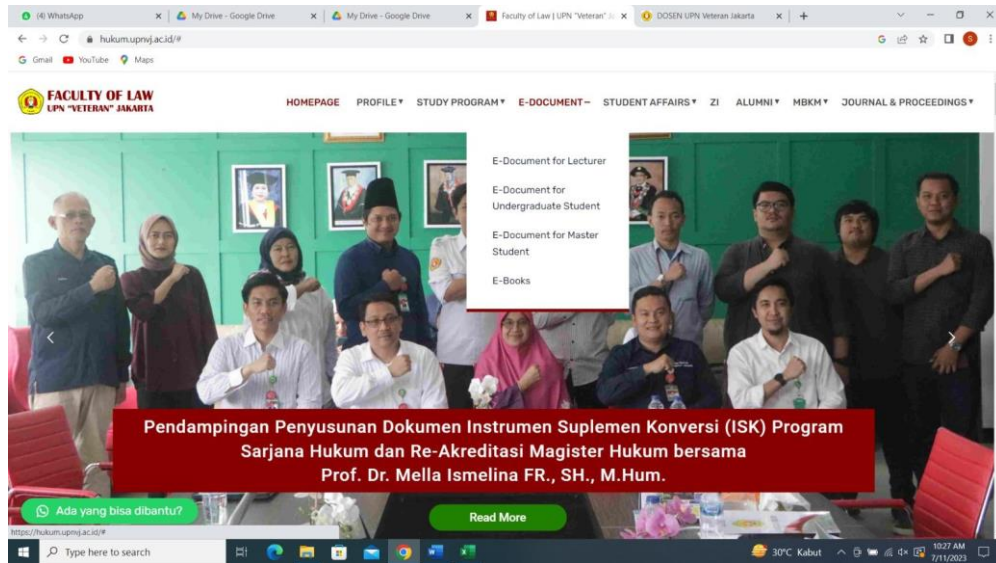 (4) WhatsApp
My Drive - Google Drive
My Drive - Google Drive
Faculty of Law | UPN "Veteran" Ja
DOSEN UPN Veteran Jakarta
hukum.upnvj.ac.id/#
S
Gmail YouTube Maps
FACULTY OF LAW
UPN "VETERAN" JAKARTA
HOMEPAGE PROFILE STUDY PROGRAM E-DOCUMENT STUDENT AFFAIRS ZI ALUMNI MBKM JOURNAL & PROCEEDINGS
E-Document for Lecturer
E-Document for
Undergraduate Student
E-Document for Master
Student
E-Books
Pendampingan Penyusunan Dokumen Instrumen Suplemen Konversi (ISK) Program
Sarjana Hukum dan Re-Akreditasi Magister Hukum bersama
Prof. Dr. Mella Ismelina FR., SH., M.Hum.
Ada yang bisa dibantu?
Read More
https://hukum.upnvj.ac.id/#
Type here to search
30°C Kabut
10:27 AM
7/11/2023